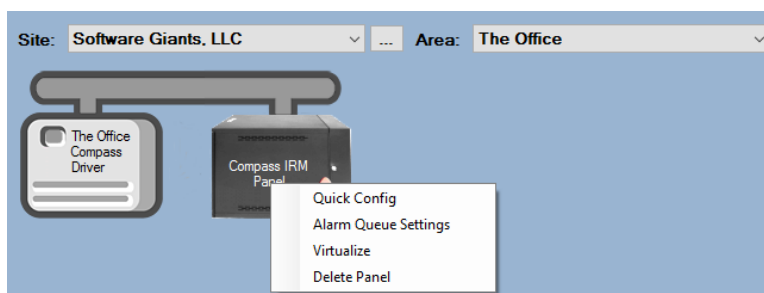 Site: Software Giants, LLC ... Area: The Office
The Office
Compass
Driver
Compass IRM
Panel
Quick Config
Alarm Queue Settings
Virtualize
Delete Panel